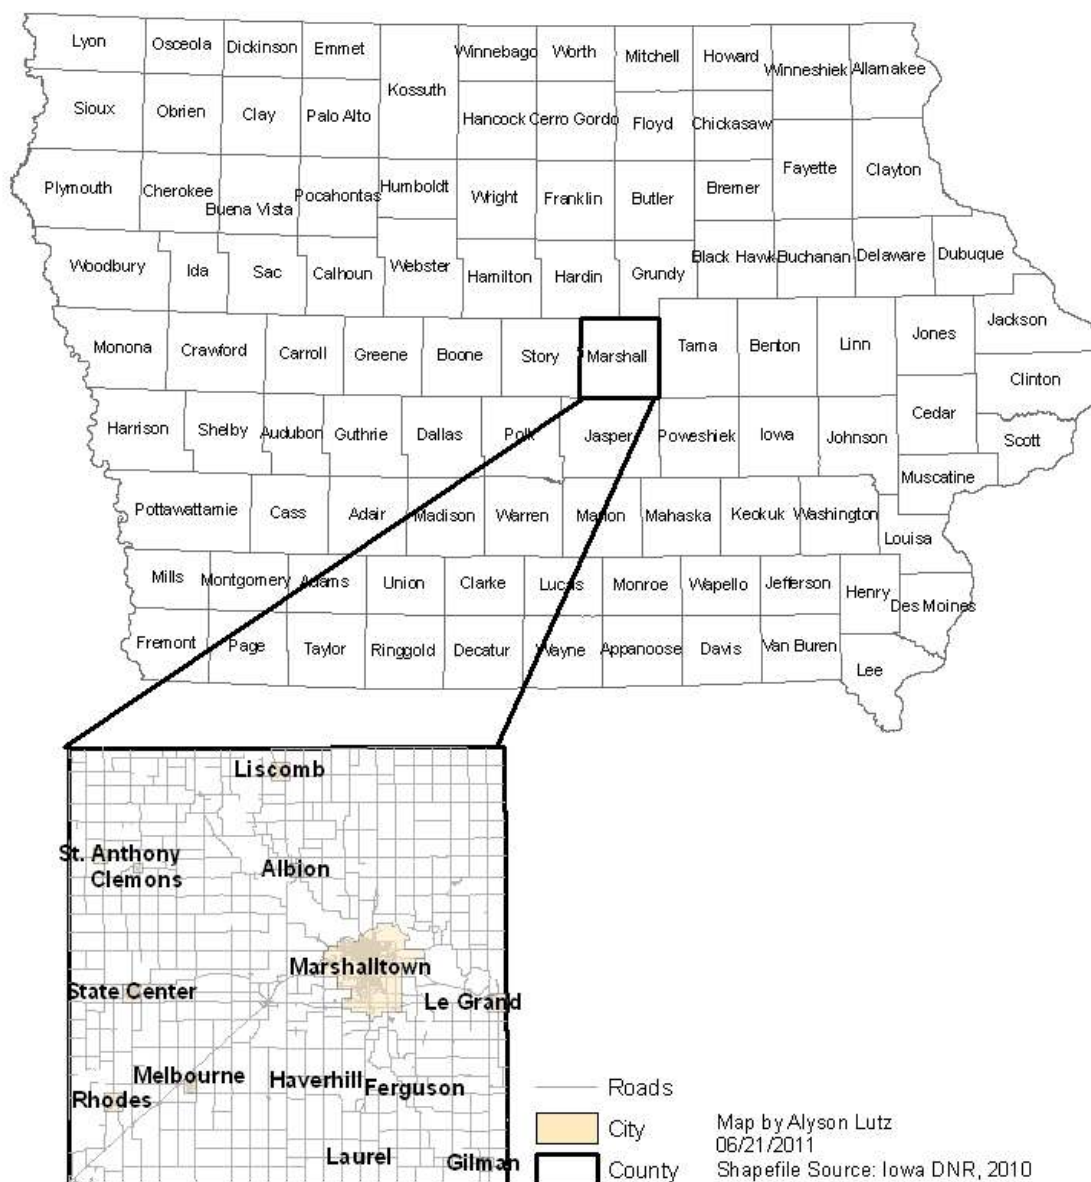 Lyon Osceola Dickinson Emmet Winnebago Worth Mitchell Howard Winneshiek Allamakee
Kossuth
Sioux Obrien Clay Palo Alto Hancock Cerro Gordo Floyd Chickasaw
Fayette Clayton
Plymouth Cherokee Buena Vista Pocahontas Humboldt Wright Franklin Butler Bremer
Woodbury Ida Sac Calhoun Webster Hamilton Hardin Grundy Black Hawk Buchanan Delaware Dubuque
Monona Crawford Carroll Greene Boone Story Marshall Tama Benton Linn Jones Jackson
Clinton
Harrison Shelby Audubon Guthrie Dallas Polk Jasper Poweshiek Iowa Johnson Cedar Scott
Muscatine
Pottawattamie Cass Adair Madison Warren Marion Mahaska Keokuk Washington
Louisa
Mills Montgomery Adams Union Clarke Lucas Monroe Wapello Jefferson Henry
Des Moines
Fremont Page Taylor Ringgold Decatur Wayne Appanoose Davis Van Buren
Lee
Liscomb
St. Anthony
Clemons
Albion
Marshalltown
State Center
Le Grand
Melbourne
Haverhill
Ferguson
Rhodes
Laurel
Gilman
Roads
City
County
Map by Alyson Lutz
06/21/2011
Shapefile Source: Iowa DNR, 2010